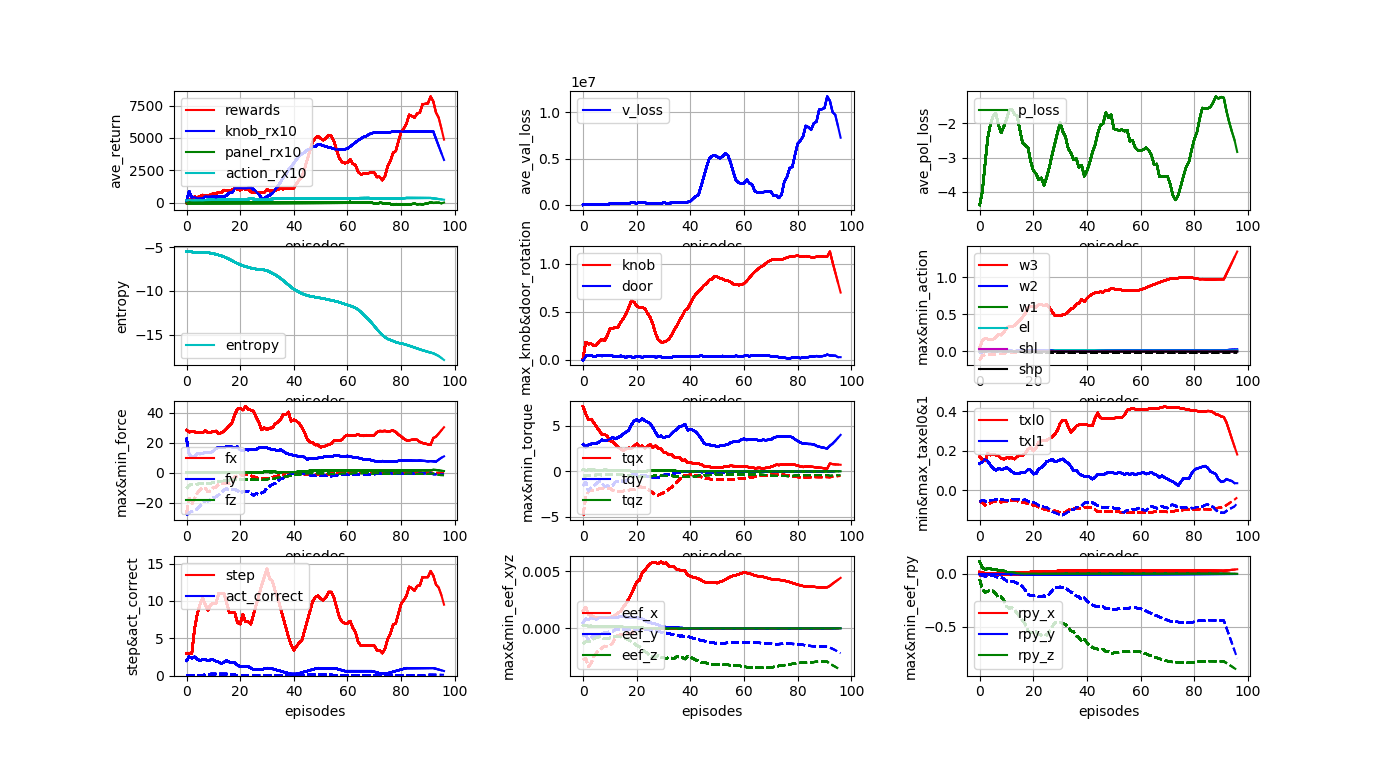 1e7
ave_return
7500
5000
2500
0
rewards
knob_rx10
panel_rx10
action_rx10
0 20 40 60 80 100
episodes
ave_val_loss
1.0
0.5
0.0
v_loss
0 20 40 60 80 100
episodes
ave_pol_loss
−2
−3
−4
p_loss
0 20 40 60 80 100
episodes
entropy
−5
−10
−15
entropy
0 20 40 60 80 100
episodes
max_knob&door_rotation
1.0
0.5
0.0
knob
door
0 20 40 60 80 100
episodes
max&min_action
1.0
0.5
0.0
w3
w2
w1
el
shl
shp
0 20 40 60 80 100
episodes
max&min_force
40
20
0
−20
fx
fy
fz
0 20 40 60 80 100
episodes
max&min_torque
5
0
−5
tqx
tqy
tqz
0 20 40 60 80 100
episodes
min&max_taxel0&1
0.4
0.2
0.0
txl0
txl1
0 20 40 60 80 100
episodes
step&act_correct
15
10
5
0
step
act_correct
0 20 40 60 80 100
episodes
max&min_eef_xyz
0.005
0.000
eef_x
eef_y
eef_z
0 20 40 60 80 100
episodes
max&min_eef_rpy
0.0
−0.5
rpy_x
rpy_y
rpy_z
0 20 40 60 80 100
episodes